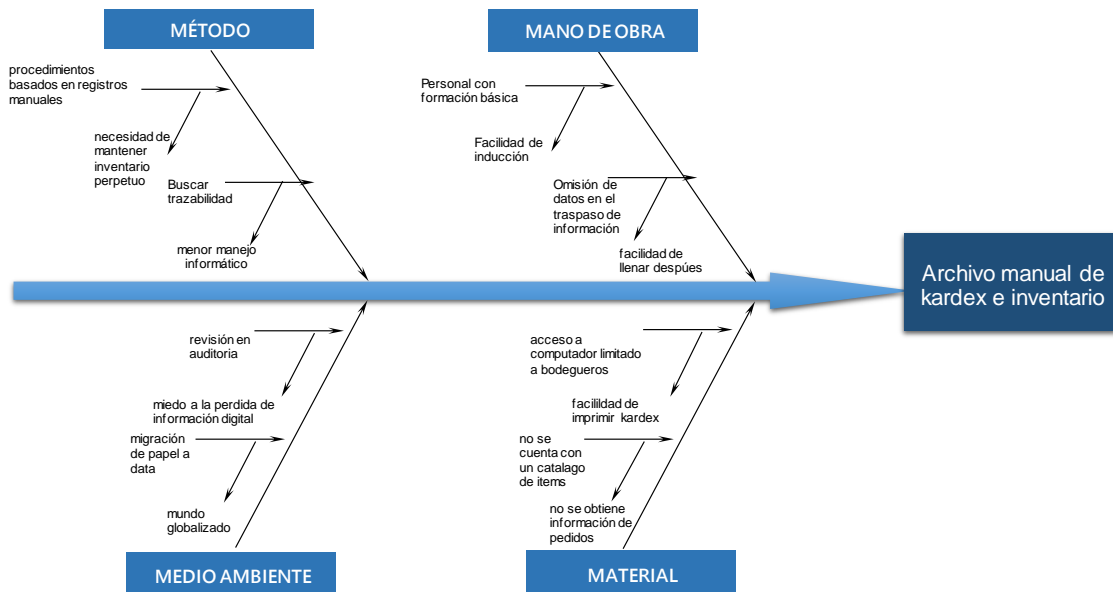 MÉTODO
MANO DE OBRA
procedimientos
basados en registros
manuales
necesidad de
mantener
inventario
perpetuo
Buscar
trazabilidad
menor manejo
informático
Personal con
formación básica
Facilidad de
inducción
Omisión de
datos en el
traspaso de
información
facilidad de
llenar despúes
Archivo manual de
kardex e inventario
revisión en
auditoria
miedo a la perdida de
información digital
migración
de papel a
data
mundo
globalizado
acceso a
computador limitado
a bodegueros
facilildad de
imprimir kardex
no se
cuenta con
un catalago
de items
no se obtiene
información de
pedidos
MEDIO AMBIENTE
MATERIAL